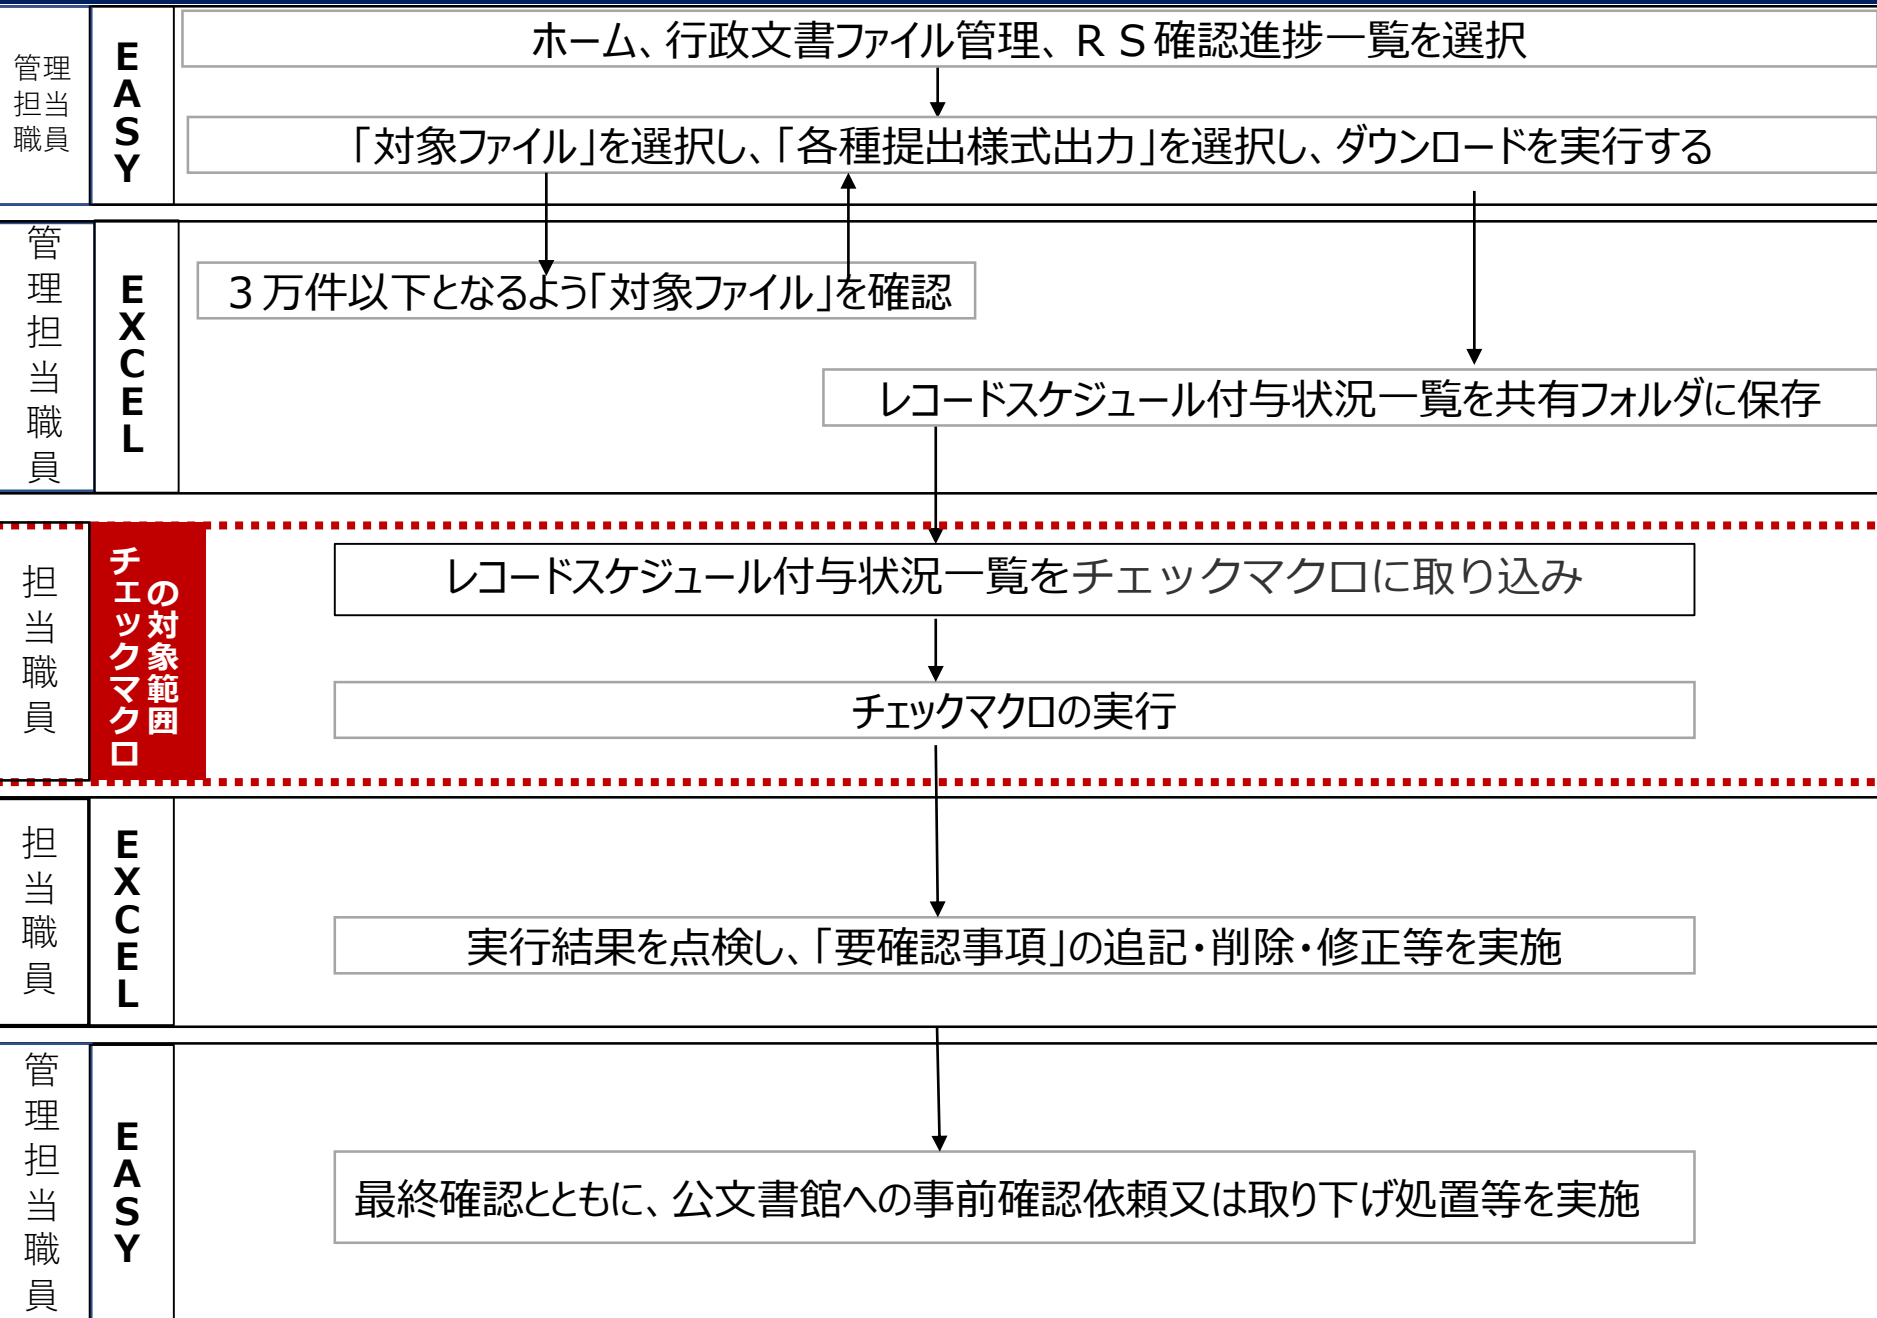 管理
担当
職員
EASY
ホーム、行政文書ファイル管理、ＲＳ確認進捗一覧を選択
「対象ファイル」を選択し、「各種提出様式出力」を選択し、ダウンロードを実行する
管理担当職員
EXCEL
３万件以下となるよう「対象ファイル」を確認
レコードスケジュール付与状況一覧を共有フォルダに保存
担当職員
チェックマクロ
の対象範囲
レコードスケジュール付与状況一覧をチェックマクロに取り込み
チェックマクロの実行
担当職員
EXCEL
実行結果を点検し、「要確認事項」の追記・削除・修正等を実施
管理担当職員
EASY
最終確認とともに、公文書館への事前確認依頼又は取り下げ処置等を実施